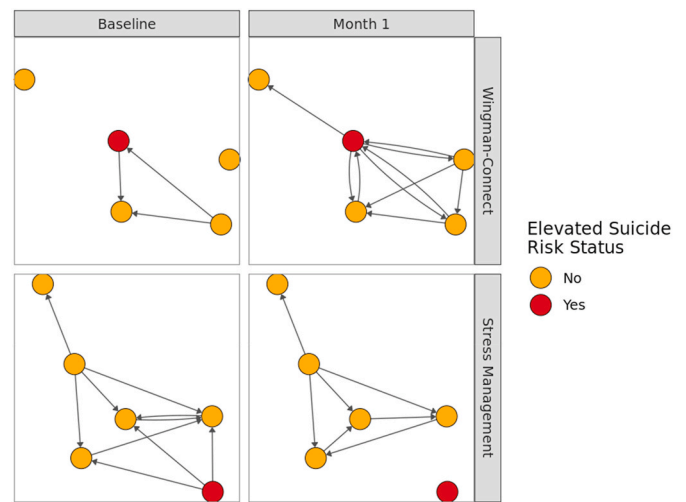 Baseline
Month 1
Wingman-Connect
Stress Management
Elevated Suicide
Risk Status
No
Yes